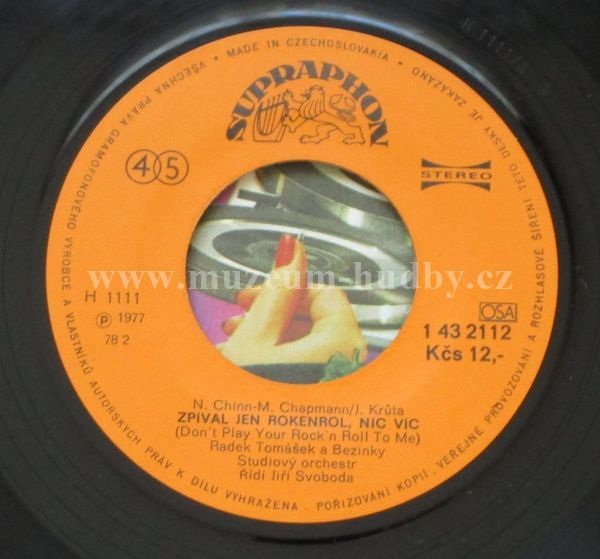 VŠECHNA PRÁVA GRAMOFONOVÉHO VÝROBCE A VLASTNÍKŮ AUTORSKÝCH PRÁV K DÍLU VYHRAŽENA. POŘIZOVÁNÍ KOPIÍ, VEŘEJNÉ PROVOZOVÁNÍ A ROZHLASOVÉ ŠÍŘENÍ TÉTO DESKY JE ZAKÁZÁNO • MADE IN CZECHOSLOVAKIA •
SUPRAPHON
45
STEREO
www.muzeum-hudby.cz
H 1111
Ⓟ 1977
78 2
OSA
1 43 2112
Kčs 12,-
N. Chinn-M. Chapmann/J. Krůta
ZPÍVAL JEN ROKENROL, NIC VÍC
(Don't Play Your Rock'n Roll To Me)
Radek Tomášek a Bezinky
Studiový orchestr
Řídí Jiří Svoboda